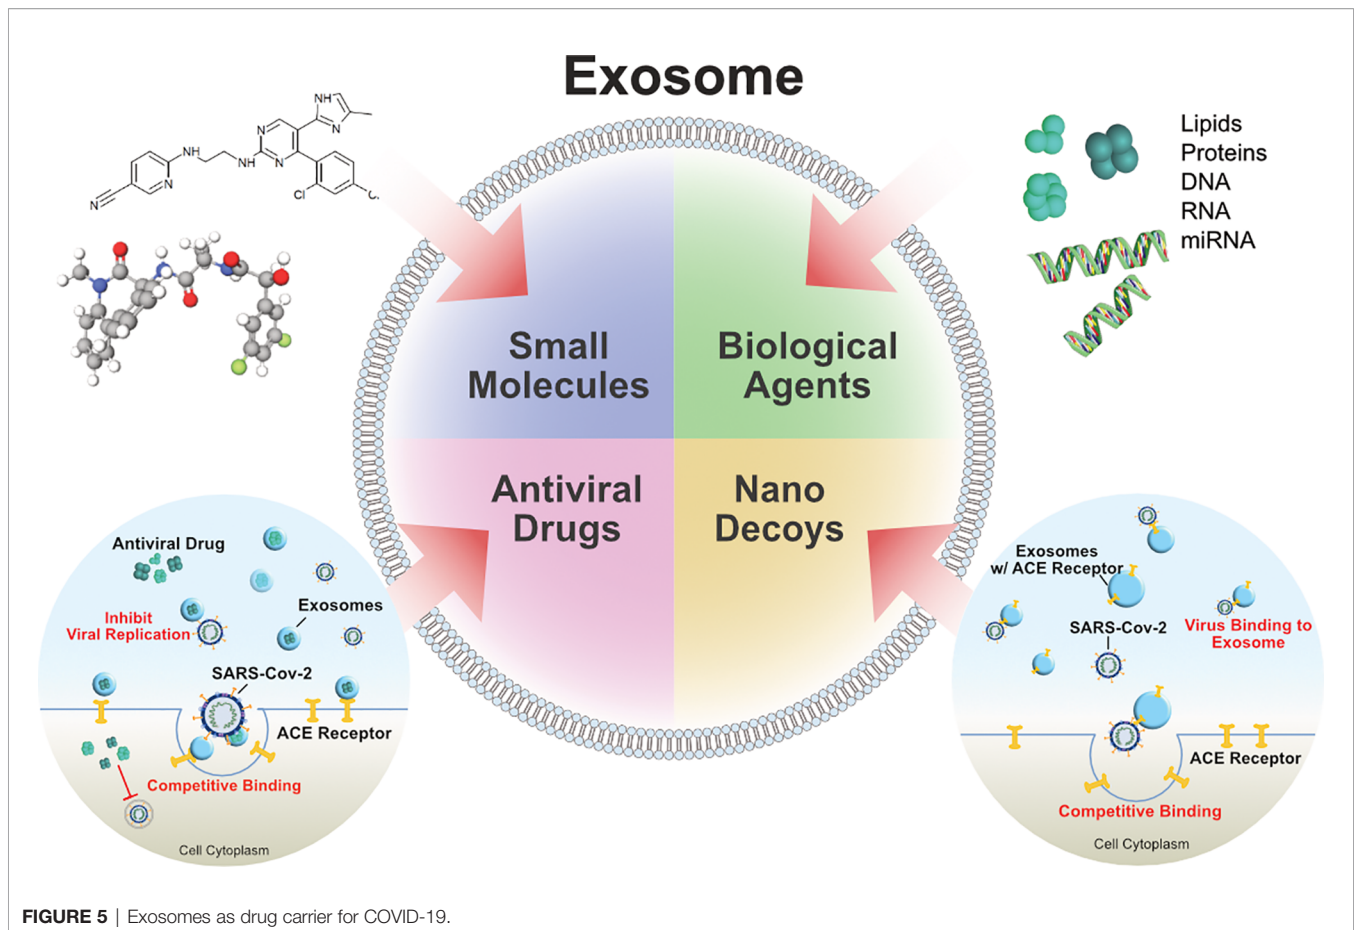 Exosome
NH
N
N
NH
N
NH
N
N
N
Cl
Lipids
Proteins
DNA
RNA
miRNA
Small
Molecules
Biological
Agents
Antiviral
Drugs
Nano
Decoys
Antiviral Drug
Exosomes
Inhibit
Viral Replication
SARS-Cov-2
ACE Receptor
Competitive Binding
Cell Cytoplasm
Exosomes
w/ ACE Receptor
SARS-Cov-2
Virus Binding to
Exosome
ACE Receptor
Competitive Binding
Cell Cytoplasm
FIGURE 5 | Exosomes as drug carrier for COVID-19.